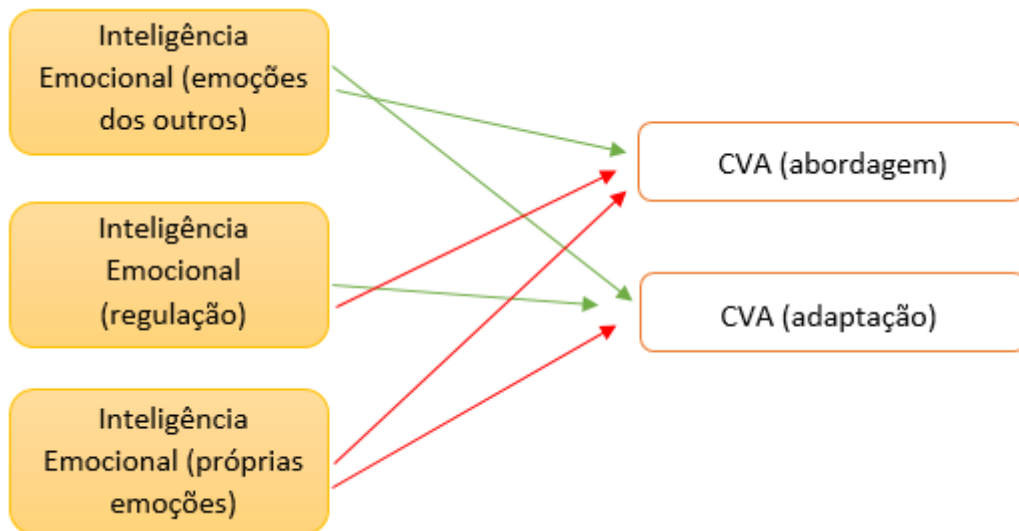 Inteligência
Emocional (emoções
dos outros)
CVA (abordagem)
Inteligência
Emocional
(regulação)
CVA (adaptação)
Inteligência
Emocional (próprias
emoções)